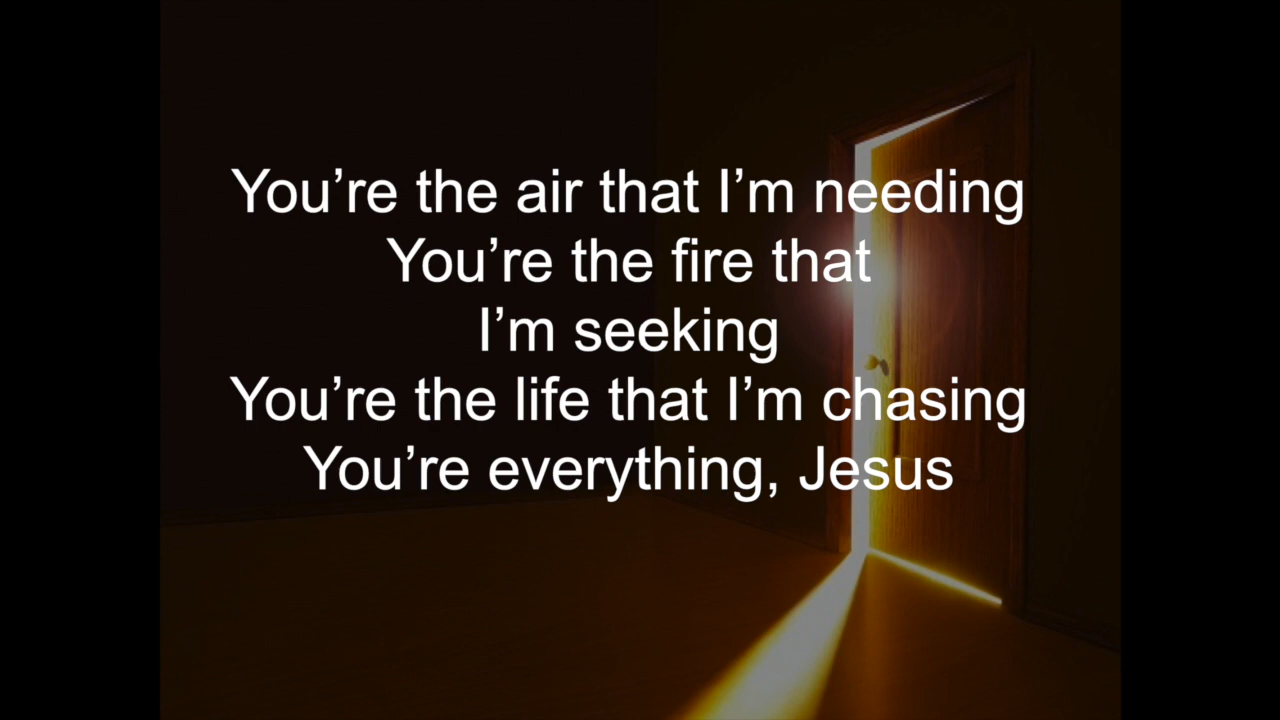 You’re the air that I’m needing
You’re the fire that
I’m seeking
You’re the life that I’m chasing
You’re everything, Jesus